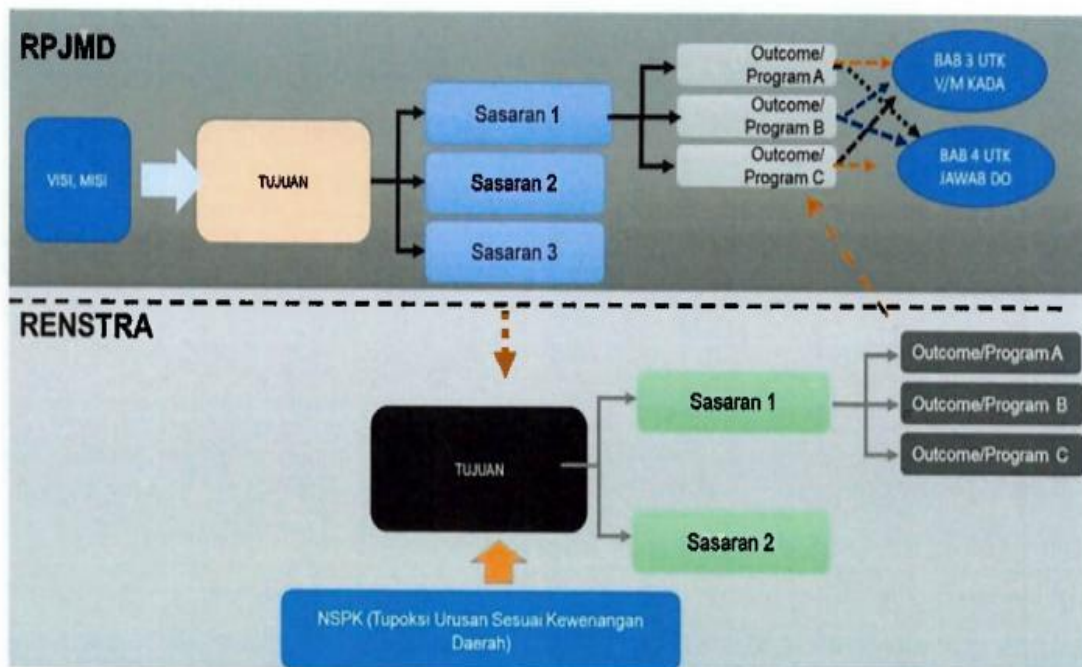 RPJMD
VISI, MISI
TUJUAN
Sasaran 1
Sasaran 2
Sasaran 3
Outcome/
Program A
Outcome/
Program B
Outcome/
Program C
BAB 3 UTK
V/M KADA
BAB 4 UTK
JAWAB DO
RENSTRA
TUJUAN
Sasaran 1
Sasaran 2
Outcome/Program A
Outcome/Program B
Outcome/Program C
NSPK (Tupoksi Urusan Sesuai Kewenangan
Daerah)